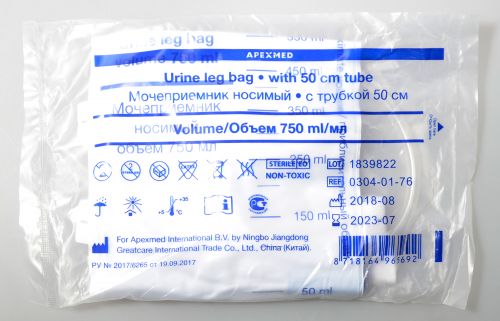 Urine leg bag
volume 750 ml
APEXMED
Urine leg bag • with 50 cm tube
450 ml
Мочеприемник носимый • с трубкой 50 см
Мочеприемник
350 ml
носимый
Volume/Объем 750 ml/мл
объем 750 мл
250 ml
STERILE EO
NON-TOXIC
LOT 1839822
REF 0304-01-76
2018-08
2023-07
+5
+35
150 ml
For Apexmed International B.V. by Ningbo Jiangdong
Greatcare International Trade Co., Ltd., China (Китай).
РУ № 2017/6265 от 19.09.2017
8 718164 961692
50 ml